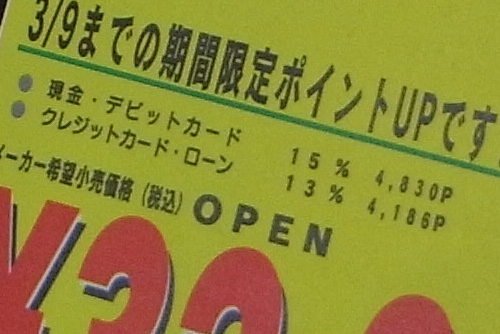 3/9までの期間限定ポイントUPです
● 現金・デビットカード 15% 4,830P
● クレジットカード・ローン 13% 4,186P
メーカー希望小売価格（税込）OPEN
¥32